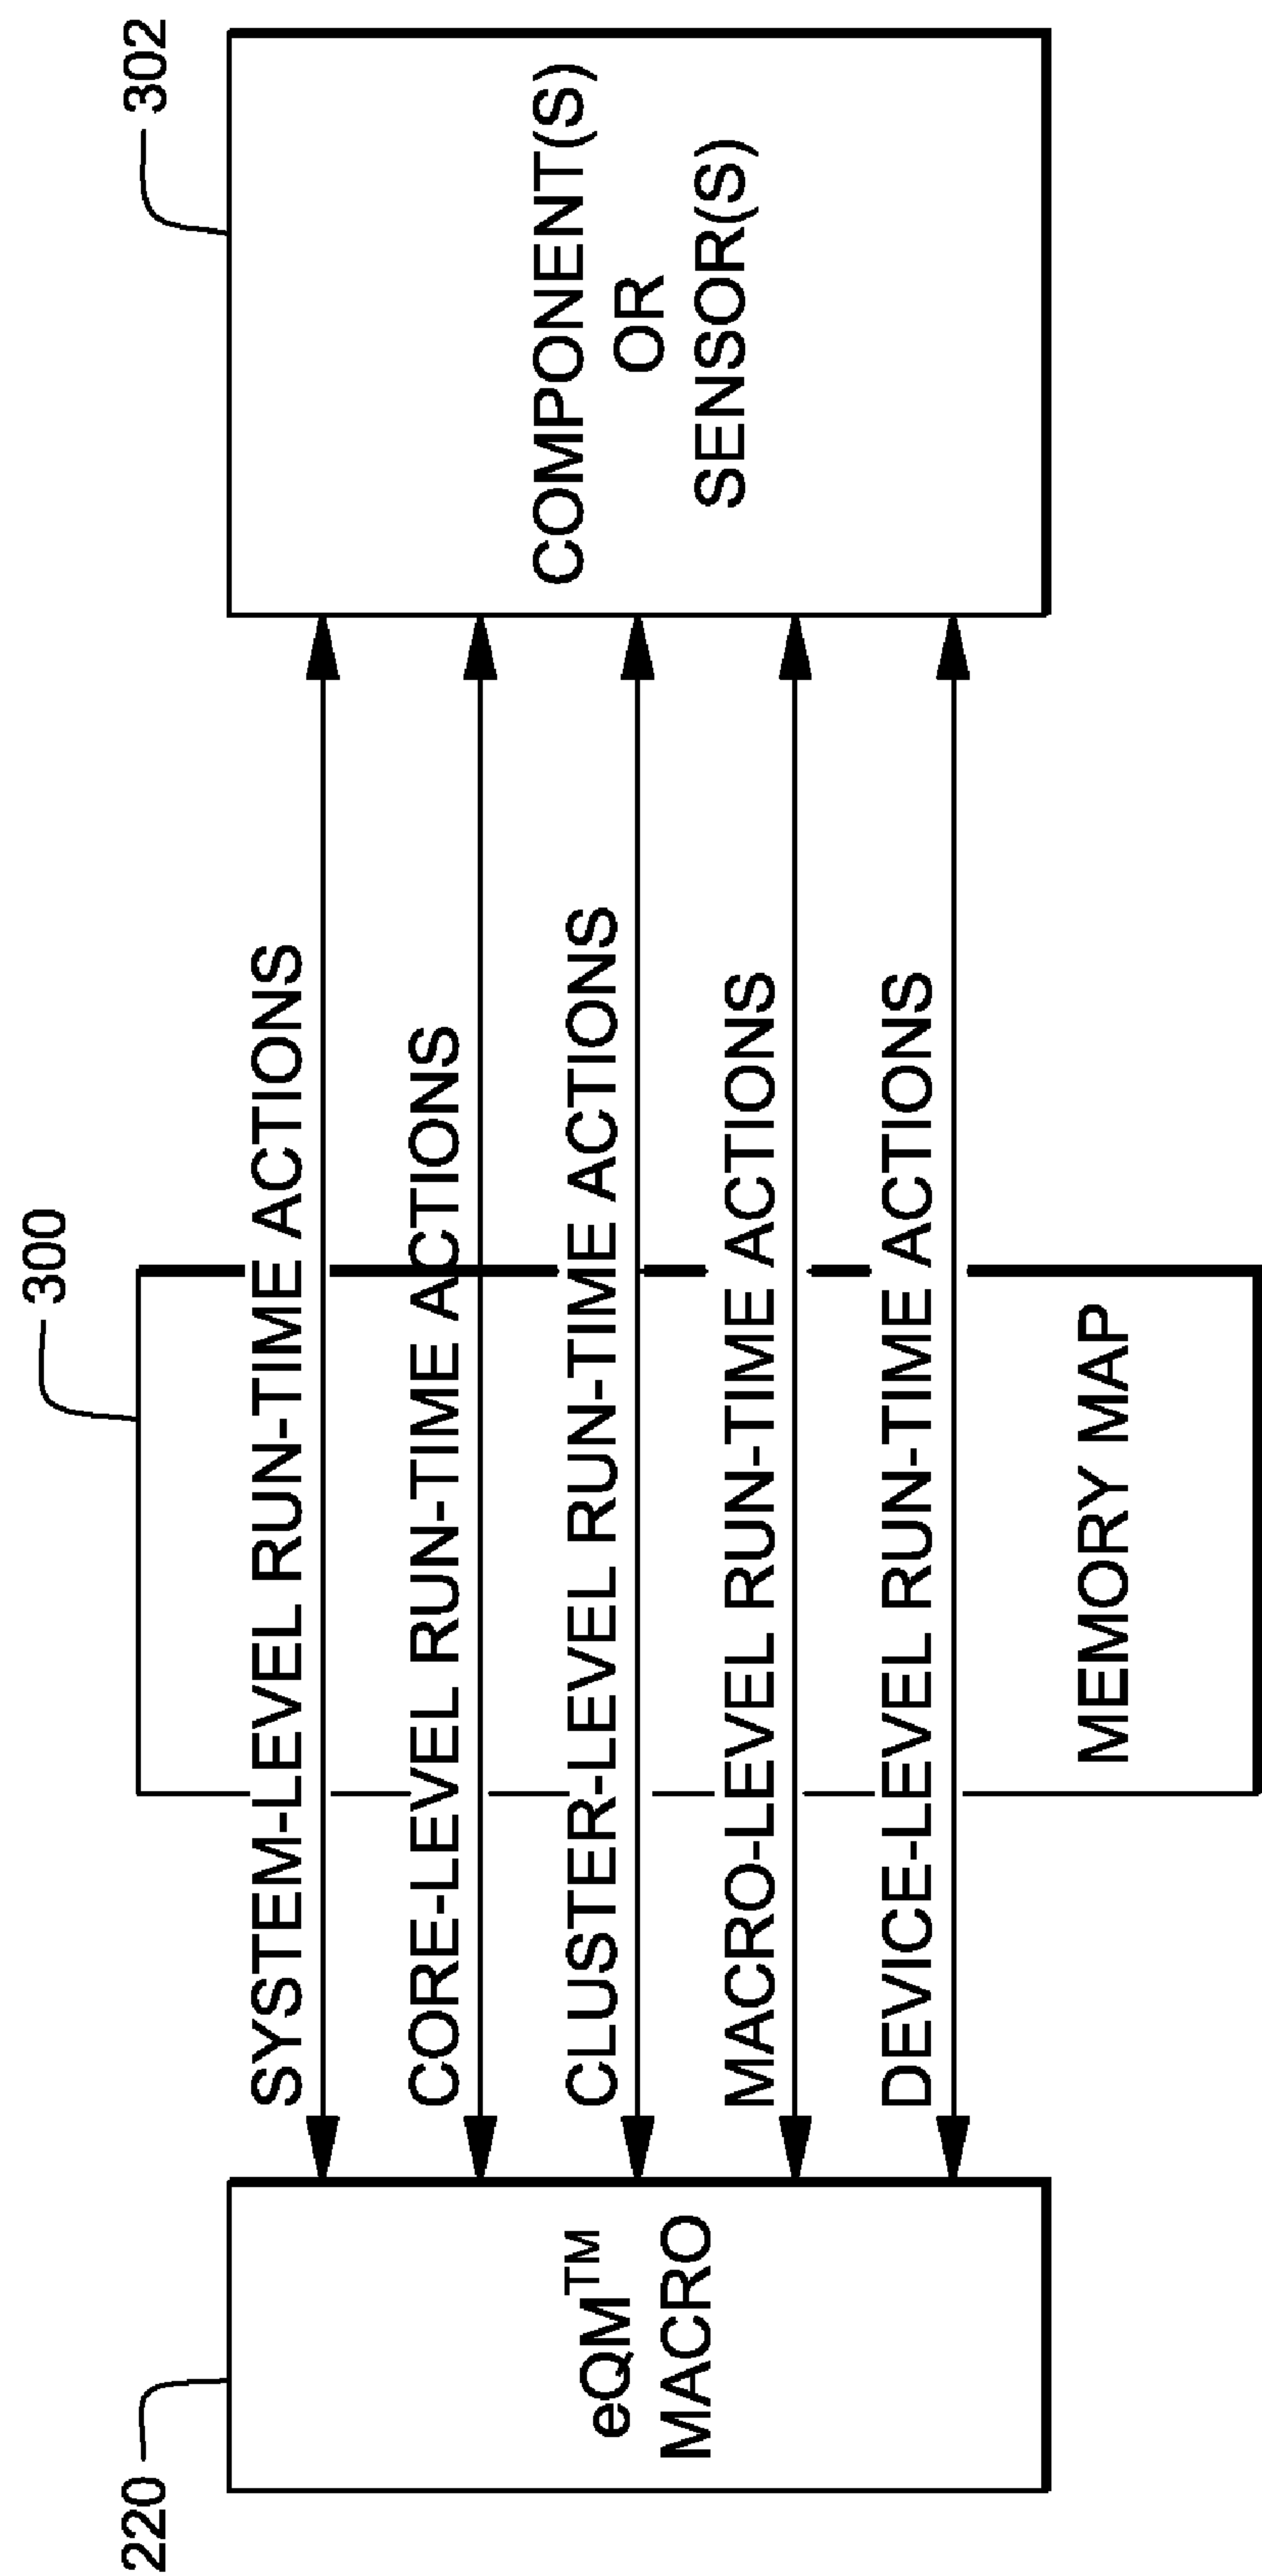 220
eQM™
MACRO
300
SYSTEM-LEVEL RUN-TIME ACTIONS
CORE-LEVEL RUN-TIME ACTIONS
CLUSTER-LEVEL RUN-TIME ACTIONS
MACRO-LEVEL RUN-TIME ACTIONS
DEVICE-LEVEL RUN-TIME ACTIONS
MEMORY MAP
302
COMPONENT(S)
OR
SENSOR(S)